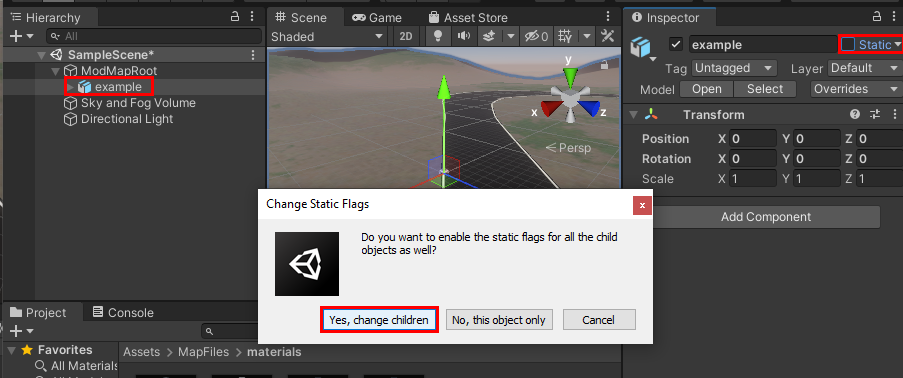 Hierarchy
All
SampleScene*
ModMapRoot
example
Sky and Fog Volume
Directional Light
Scene
Game
Asset Store
Shaded
2D
0
y
x
z
Persp
Inspector
example
Static
Tag Untagged Layer Default
Model Open Select Overrides
Transform
Position X 0 Y 0 Z 0
Rotation X 0 Y 0 Z 0
Scale X 1 Y 1 Z 1
Add Component
Change Static Flags
x
Do you want to enable the static flags for all the child
objects as well?
Yes, change children
No, this object only
Cancel
Project
Console
Favorites
All Materials
Assets > MapFiles > materials